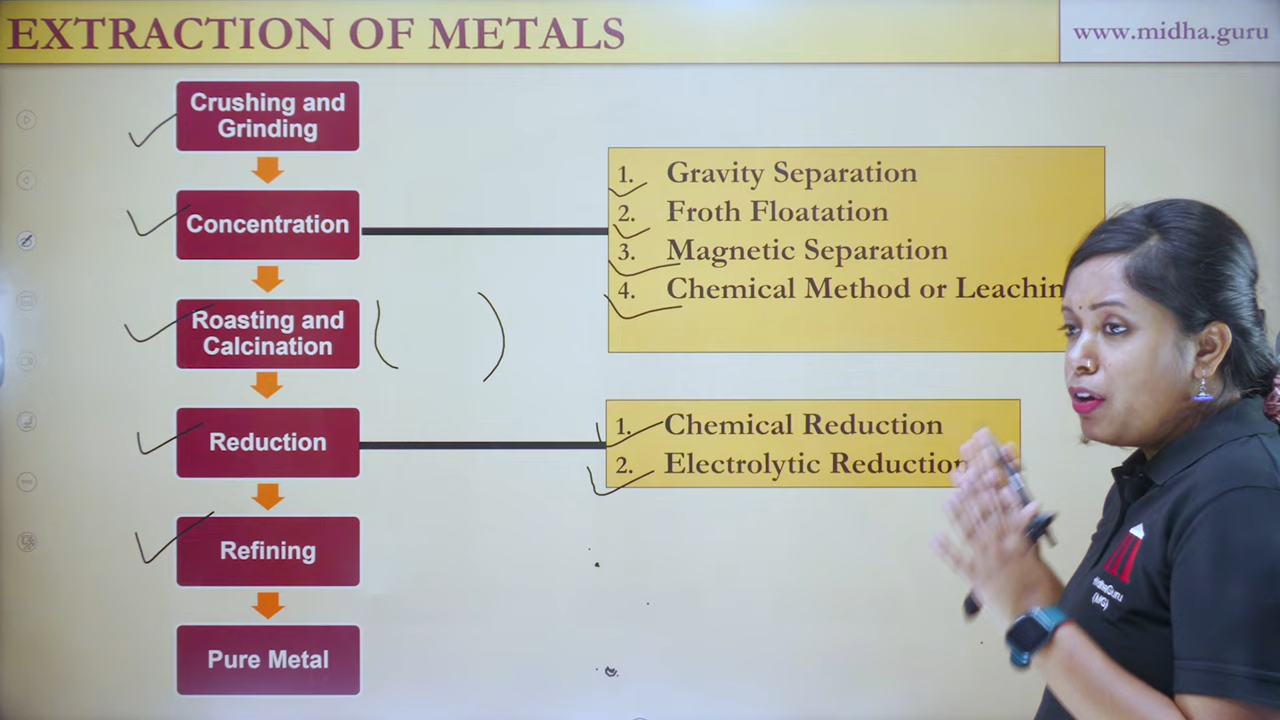 EXTRACTION OF METALS
www.midha.guru
Crushing and
Grinding
Concentration
Roasting and
Calcination
Reduction
Refining
Pure Metal
1. Gravity Separation
2. Froth Floatation
3. Magnetic Separation
4. Chemical Method or Leachin
1. Chemical Reduction
2. Electrolytic Reduction
(MG)